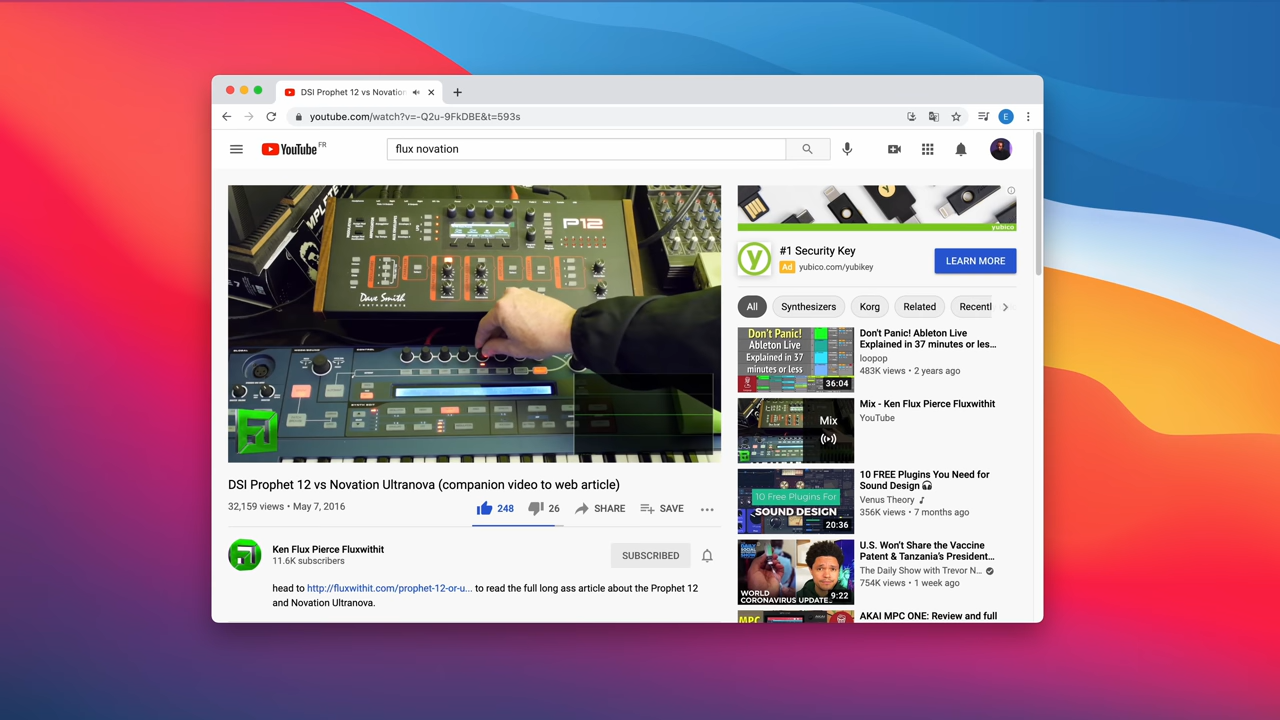 DSI Prophet 12 vs Novation
youtube.com/watch?v=-Q2u-9FkDBE&t=593s
E
YouTube FR
flux novation
P12
Dave Smith
INSTRUMENTS
yubico
#1 Security Key
Ad yubico.com/yubikey
LEARN MORE
All Synthesizers Korg Related
Don't Panic!
Ableton Live
Explained in 37
minutes or less
36:04
Don't Panic! Ableton Live
Explained in 37 minutes or les...
loopop
483K views • 2 years ago
Mix
Mix - Ken Flux Pierce Fluxwithit
YouTube
10 Free Plugins For
SOUND DESIGN
20:36
10 FREE Plugins You Need for
Sound Design 🎧
Venus Theory
356K views • 7 months ago
WORLD
CORONAVIRUS UPDATE
9:22
U.S. Won't Share the Vaccine
Patent & Tanzania's President...
The Daily Show with Trevor N...
754K views • 1 week ago
MPC
AKAI MPC ONE: Review and full
DSI Prophet 12 vs Novation Ultranova (companion video to web article)
32,159 views • May 7, 2016
248 26 SHARE SAVE
Ken Flux Pierce Fluxwithit
11.6K subscribers
SUBSCRIBED
head to http://fluxwithit.com/prophet-12-or-u... to read the full long ass article about the Prophet 12
and Novation Ultranova.